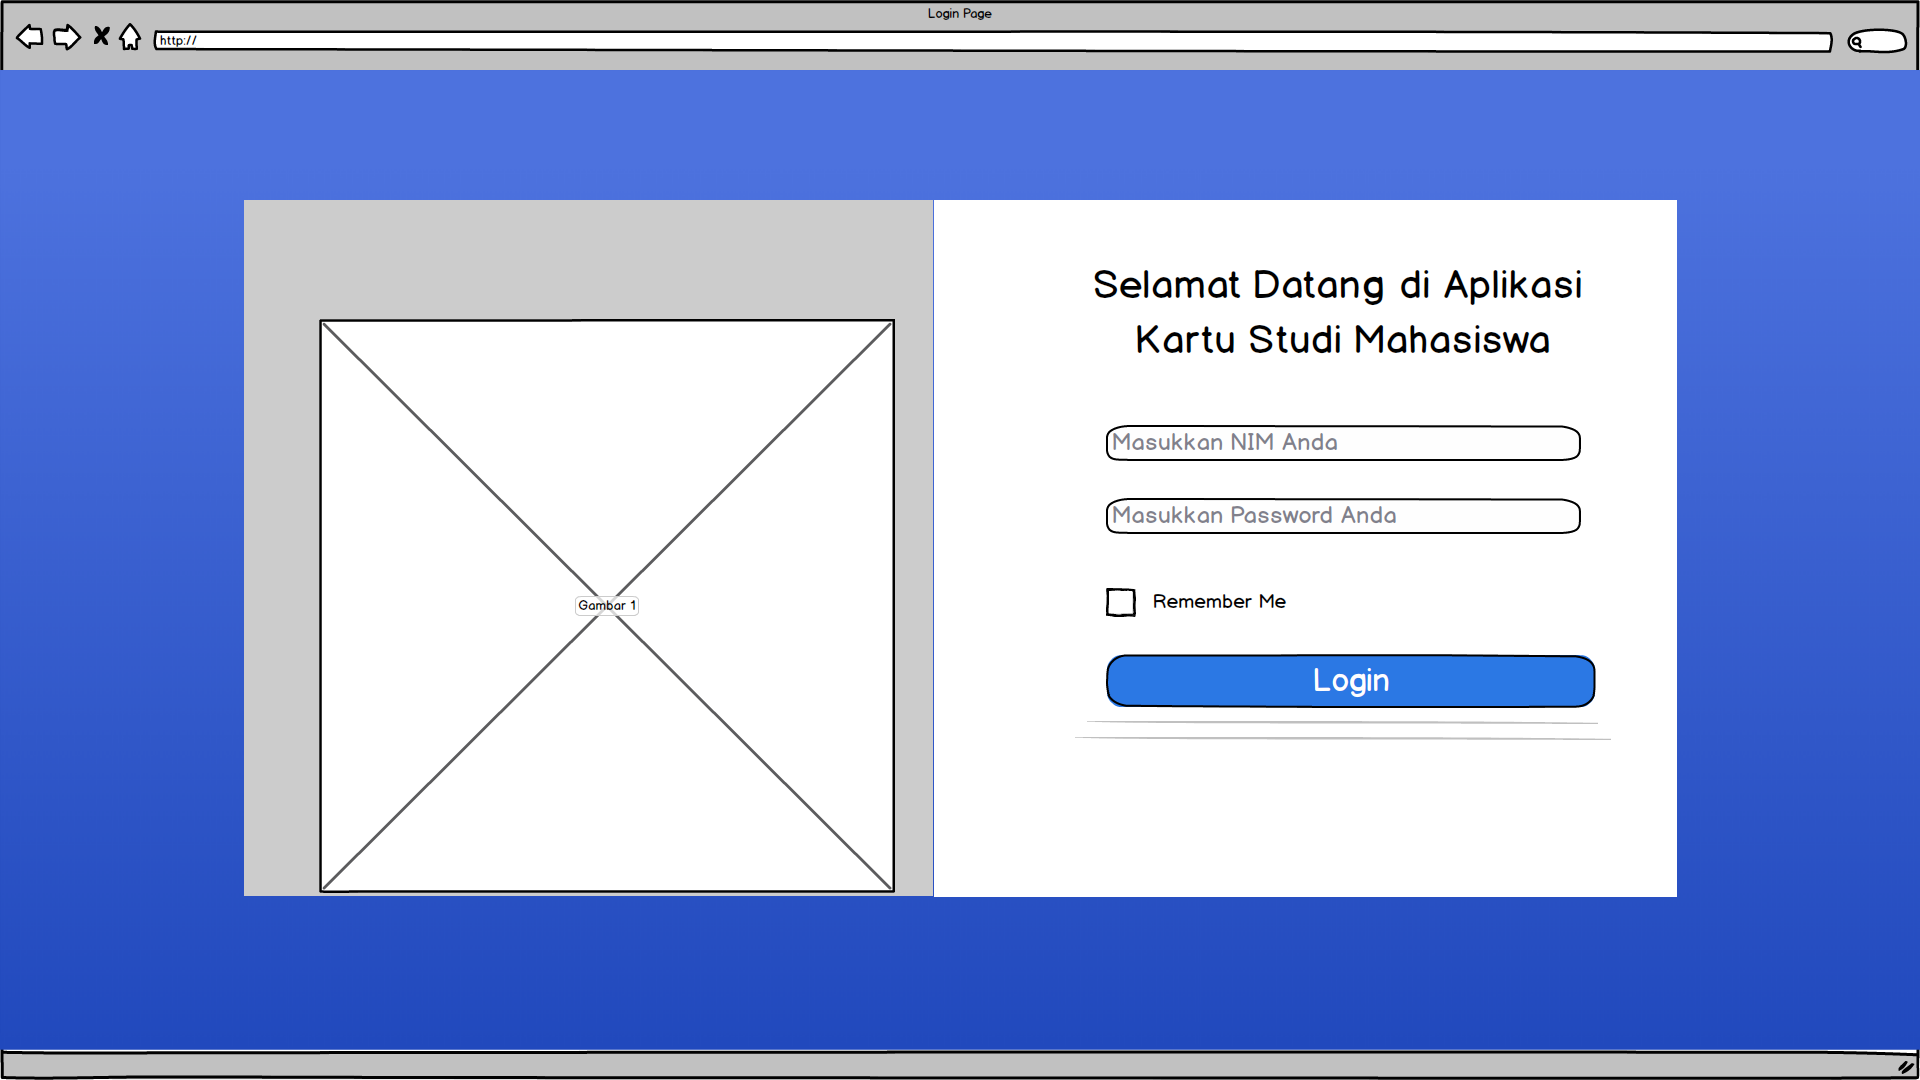 Login Page
http://
Selamat Datang di Aplikasi
Kartu Studi Mahasiswa
Masukkan NIM Anda
Masukkan Password Anda
Gambar 1
Remember Me
Login